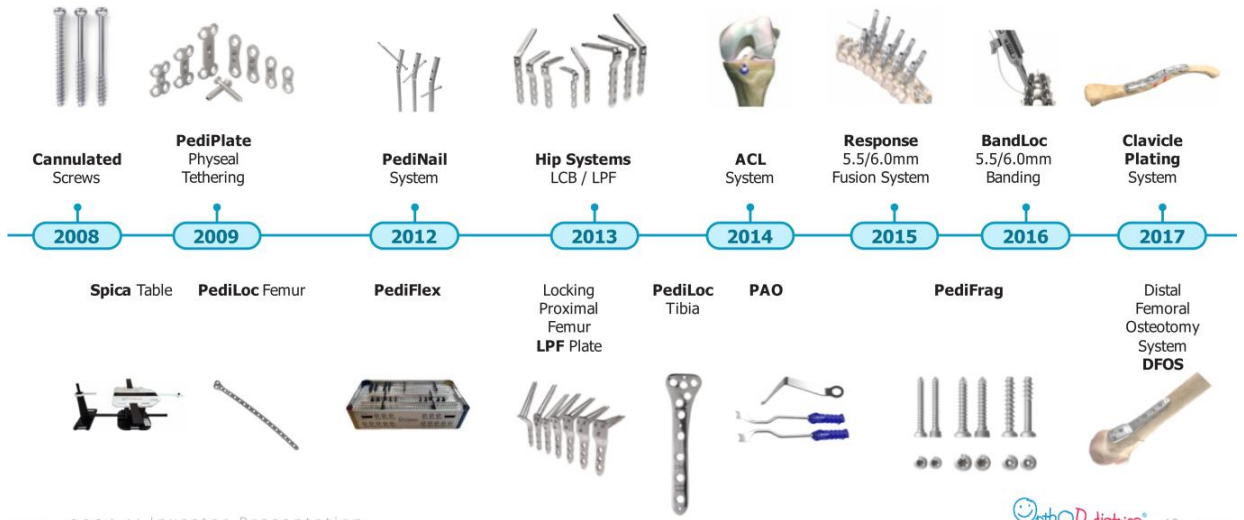 Cannulated
Screws
PediPlate
Physeal
Tethering
PediNail
System
Hip Systems
LCB / LPF
ACL
System
Response
5.5/6.0mm
Fusion System
BandLoc
5.5/6.0mm
Banding
Clavicle
Plating
System
2008
2009
2012
2013
2014
2015
2016
2017
Spica Table
PediLoc Femur
PediFlex
Locking
Proximal
Femur
LPF Plate
PediLoc
Tibia
PAO
PediFrag
Distal
Femoral
Osteotomy
System
DFOS